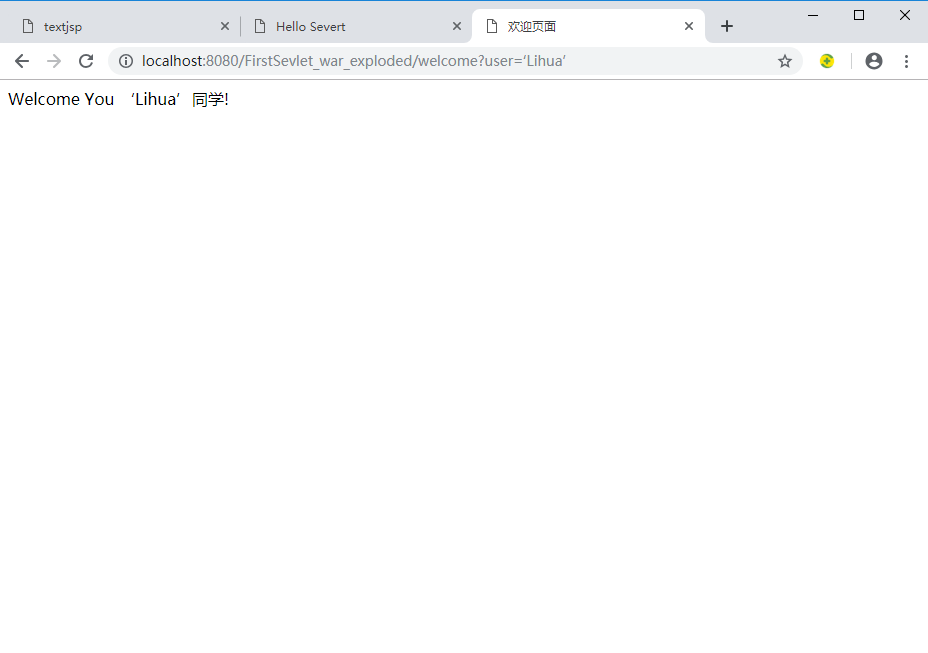 textjsp
Hello Severt
欢迎页面
localhost:8080/FirstSevlet_war_exploded/welcome?user=‘Lihua’
Welcome You ‘Lihua’同学!